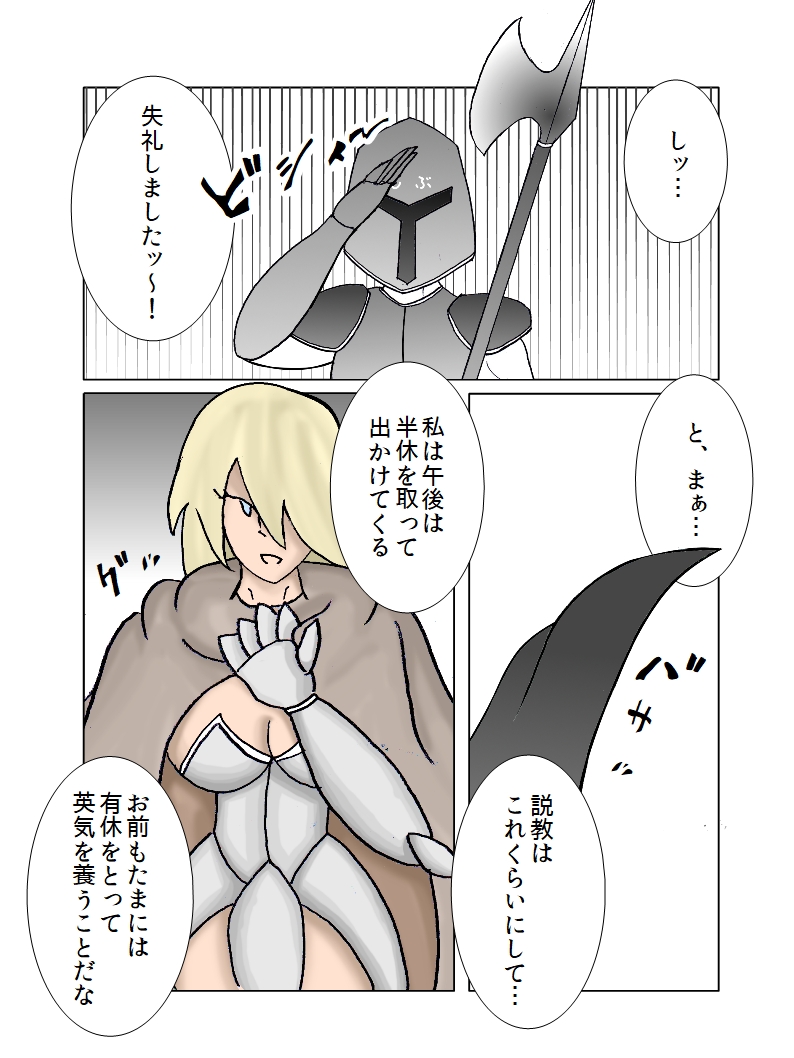 しッ…
失礼しましたッ～！
ビシャ～
もぶ
と、まぁ…
バサ
説教は
これくらいにして…
私は午後は
半休を取って
出かけてくる
グッ
お前もたまには
有休をとって
英気を養うことだな